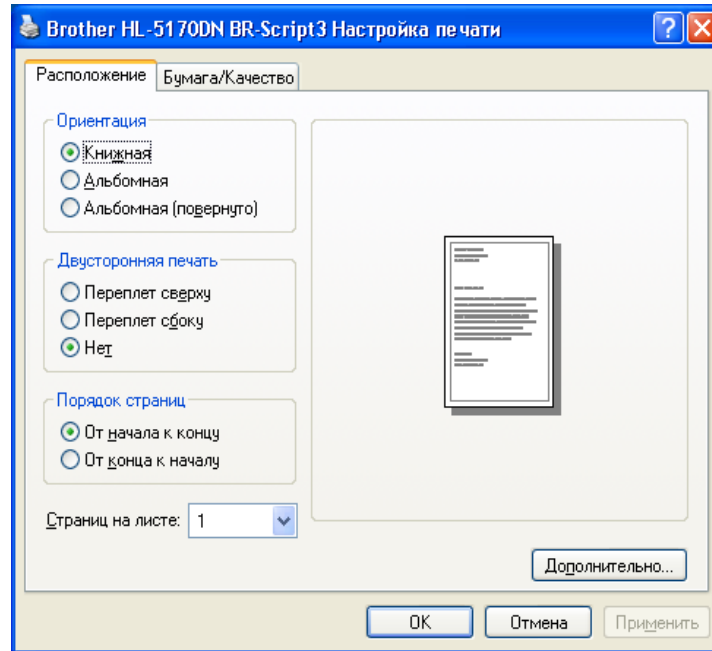 Brother HL-5170DN BR-Script3 Настройка печати
Расположение
Бумага/Качество
Ориентация
Книжная
Альбомная
Альбомная (повернуто)
Двусторонняя печать
Переплет сверху
Переплет сбоку
Нет
Порядок страниц
От начала к концу
От конца к началу
Страниц на листе: 1
Дополнительно...
OK
Отмена
Применить